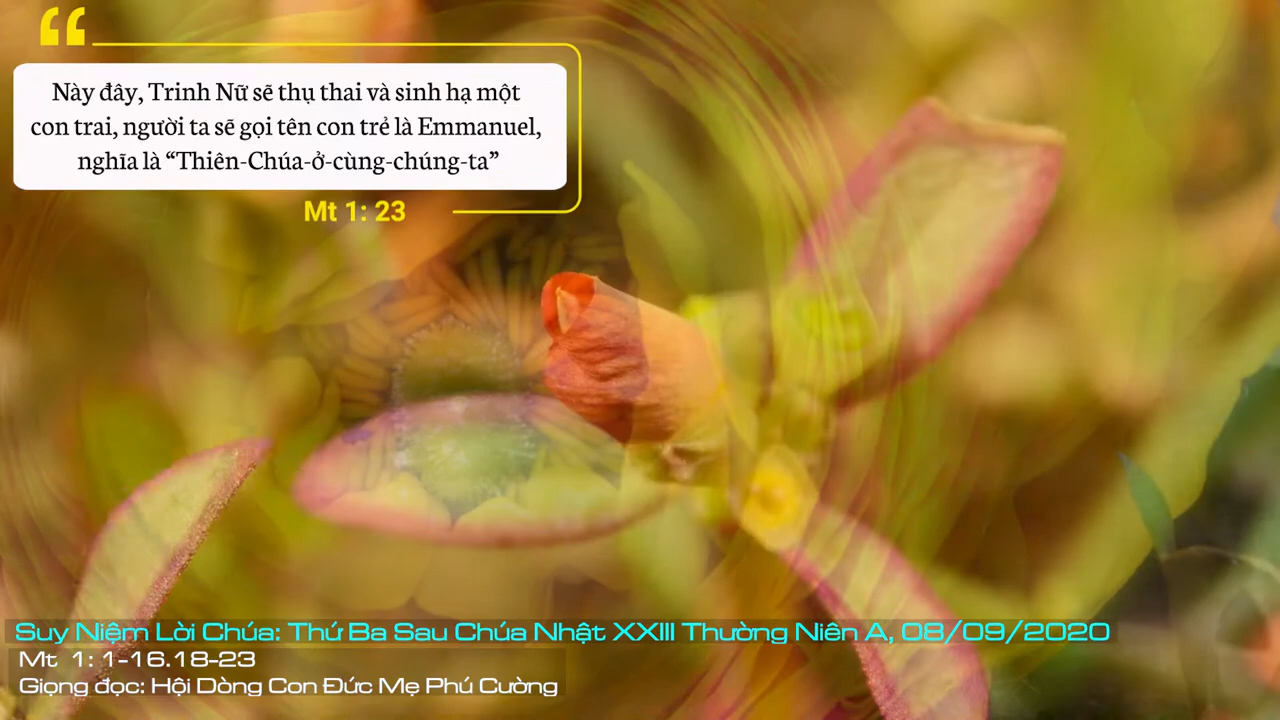 Này đây, Trinh Nữ sẽ thụ thai và sinh hạ một
con trai, người ta sẽ gọi tên con trẻ là Emmanuel,
nghĩa là “Thiên-Chúa-ở-cùng-chúng-ta”
Mt 1: 23
Suy Niệm Lời Chúa: Thứ Ba Sau Chúa Nhật XXIII Thường Niên A, 08/09/2020
Mt 1: 1-16.18-23
Giọng đọc: Hội Dòng Con Đức Mẹ Phú Cường